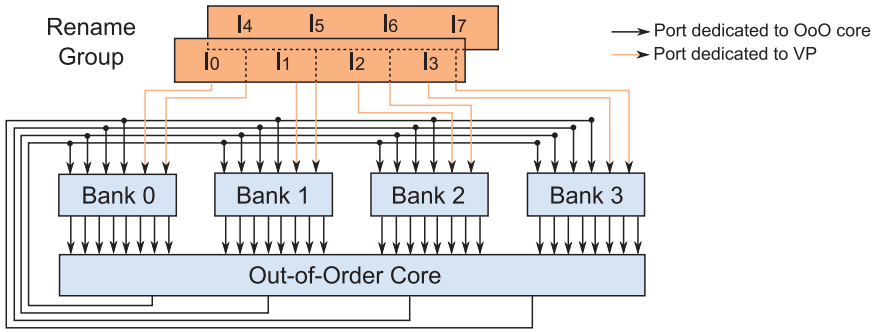 Rename
Group
I4 I5 I6 I7
I0 I1 I2 I3
Port dedicated to OoO core
Port dedicated to VP
Bank 0 Bank 1 Bank 2 Bank 3
Out-of-Order Core